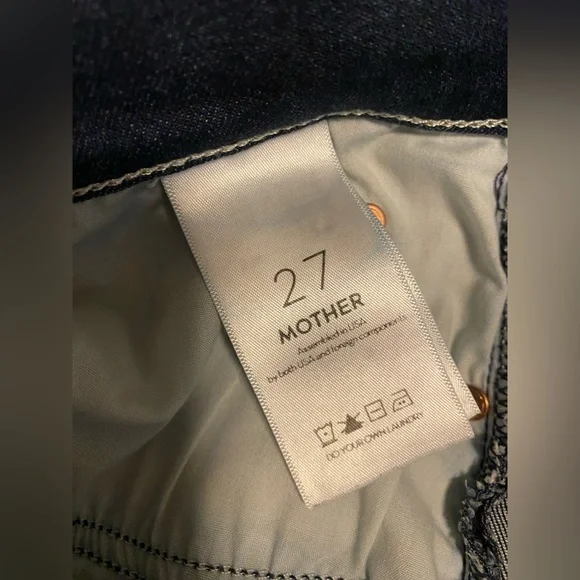 27
MOTHER
Assembled in USA
by both USA and foreign components
DO YOUR OWN LAUNDRY